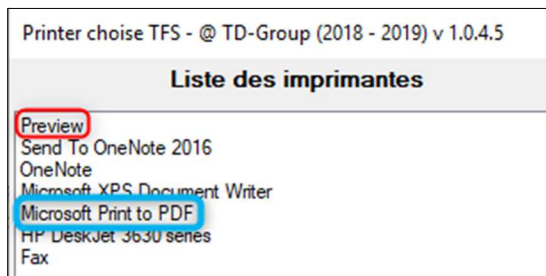 Printer choise TFS - @ TD-Group (2018 - 2019) v 1.0.4.5
Liste des imprimantes
Preview
Send To OneNote 2016
OneNote
Microsoft XPS Document Writer
Microsoft Print to PDF
HP DeskJet 3630 series
Fax